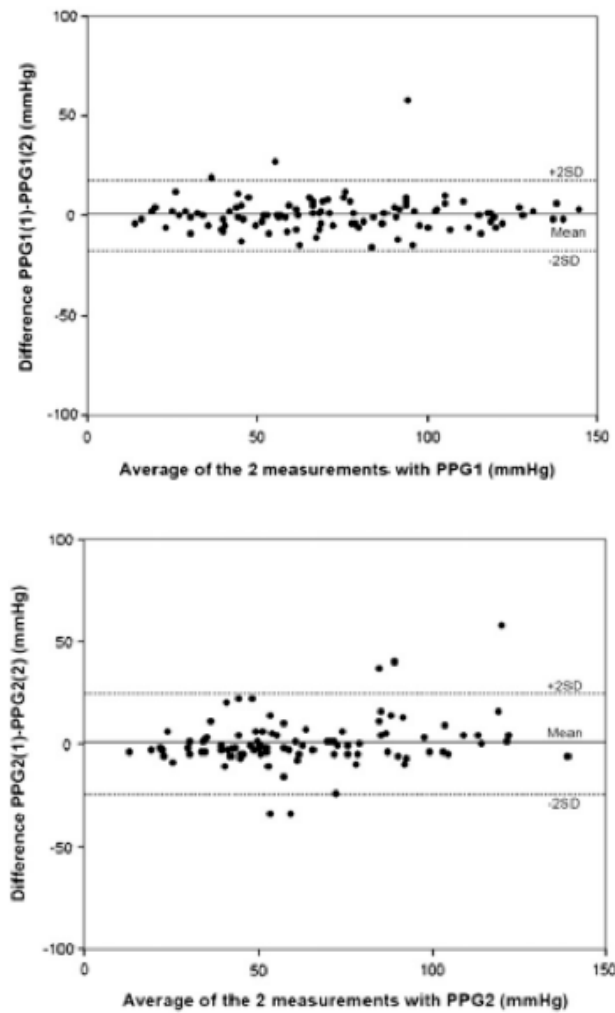 100
50
0
-50
-100
Difference PPG1(1)-PPG1(2) (mmHg)
+2SD
Mean
-2SD
0
50
100
150
Average of the 2 measurements with PPG1 (mmHg)
100
50
0
-50
-100
Difference PPG2(1)-PPG2(2) (mmHg)
+2SD
Mean
-2SD
0
50
100
150
Average of the 2 measurements with PPG2 (mmHg)